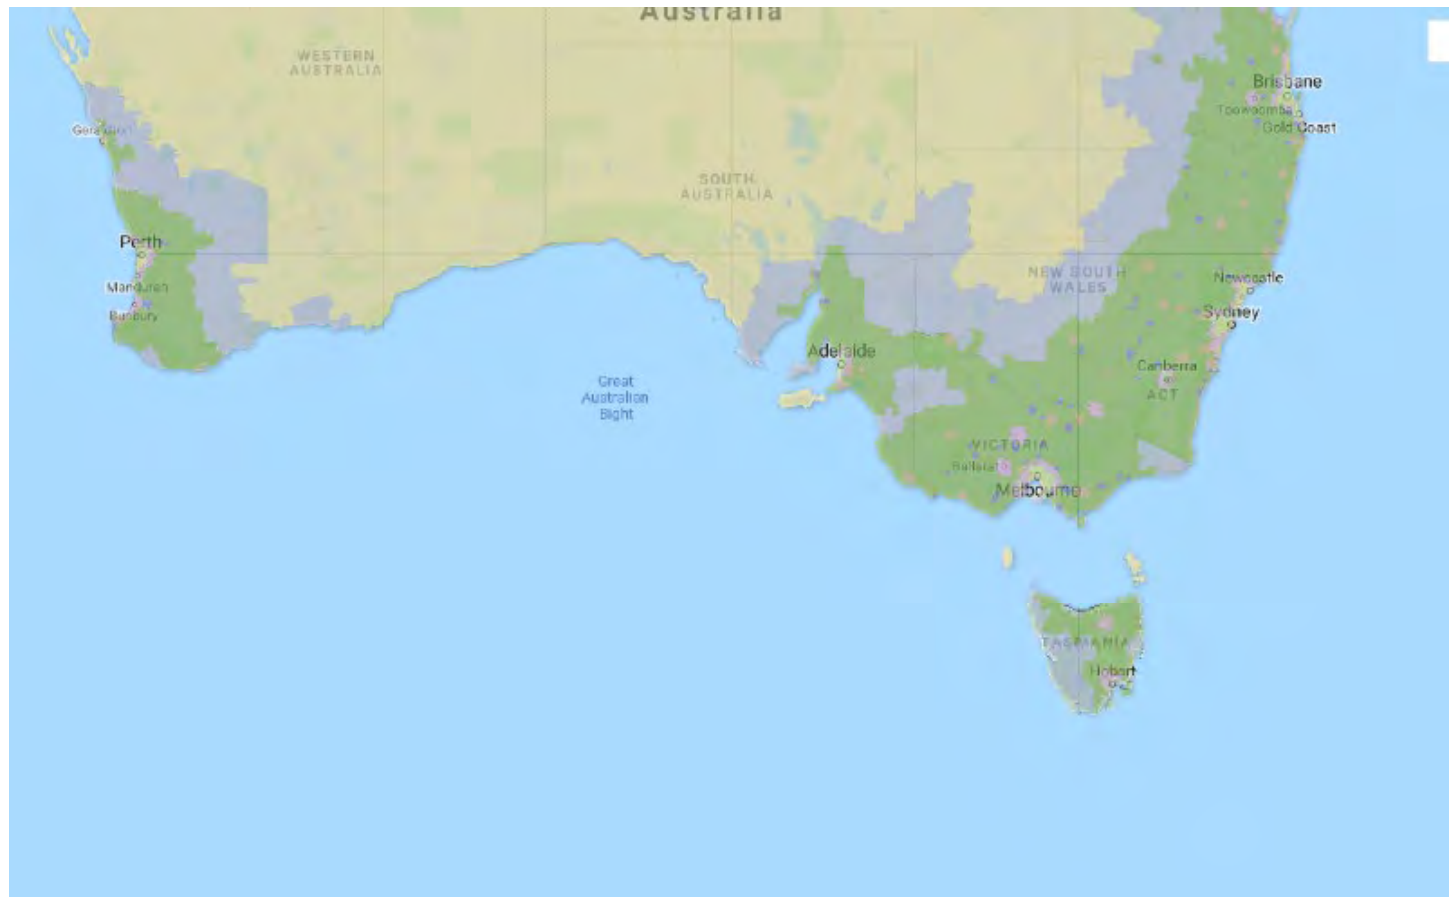 Australia
WESTERN
AUSTRALIA
Brisbane
Toowoomba
Gold Coast
Geraldton
SOUTH
AUSTRALIA
Perth
NEW SOUTH
WALES
Newcastle
Mandurah
Bunbury
Sydney
Adelaide
Canberra
ACT
Great
Australian
Bight
VICTORIA
Ballarat
Melbourne
TASMANIA
Hobart